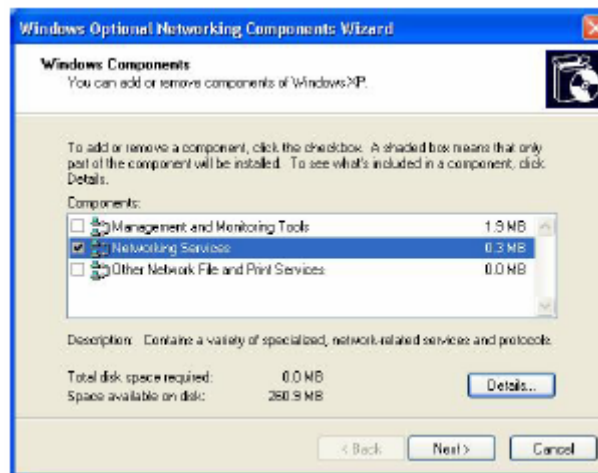 Windows Optional Networking Components Wizard
Windows Components
You can add or remove components of Windows XP.
To add or remove a component, click the checkbox. A shaded box means that only
part of the component will be installed. To see what's included in a component, click
Details.
Components:
Management and Monitoring Tools 1.9 MB
Networking Services 0.3 MB
Other Network File and Print Services 0.0 MB
Description: Contains a variety of specialized, network-related services and protocols.
Total disk space required: 0.0 MB
Space available on disk: 260.9 MB
Details...
< Back Next > Cancel